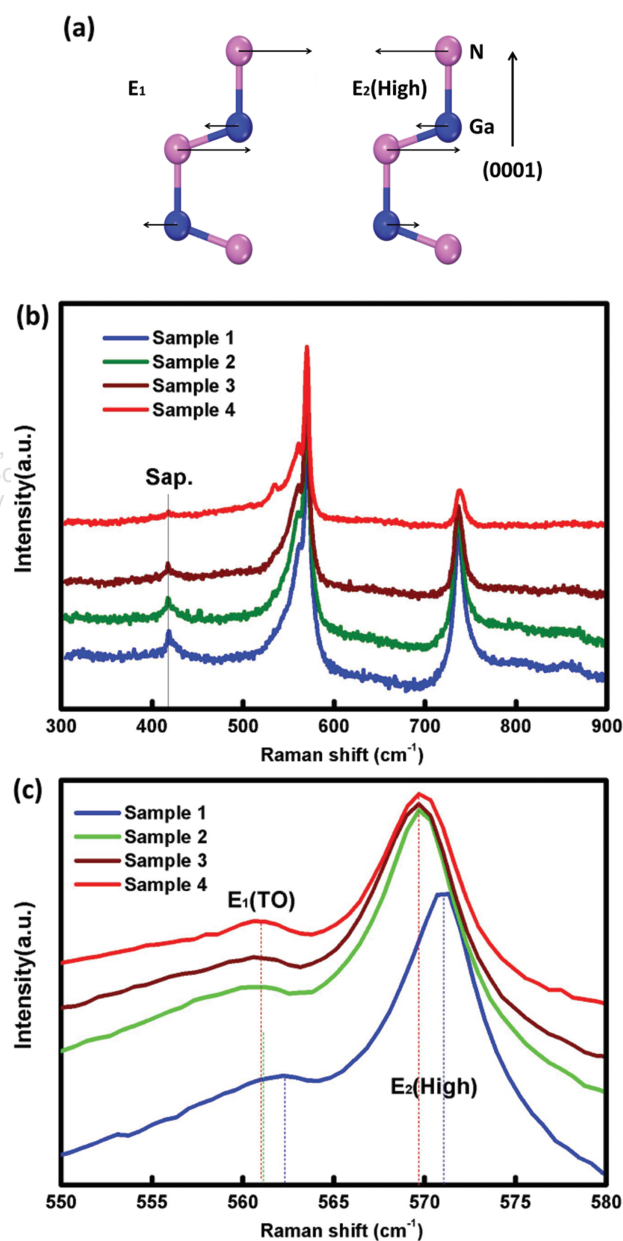 (a)
E₁
E₂(High)
N
Ga
(0001)
(b)
Sample 1
Sample 2
Sample 3
Sample 4
Sap.
Intensity(a.u.)
300 400 500 600 700 800 900
Raman shift (cm⁻¹)
(c)
Sample 1
Sample 2
Sample 3
Sample 4
E₁(TO)
E₂(High)
Intensity(a.u.)
550 555 560 565 570 575 580
Raman shift (cm⁻¹)